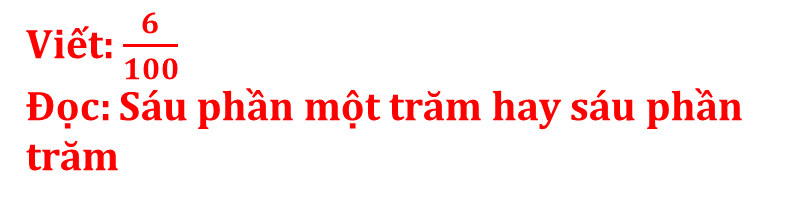 Viết: 6/100
Đọc: Sáu phần một trăm hay sáu phần
trăm